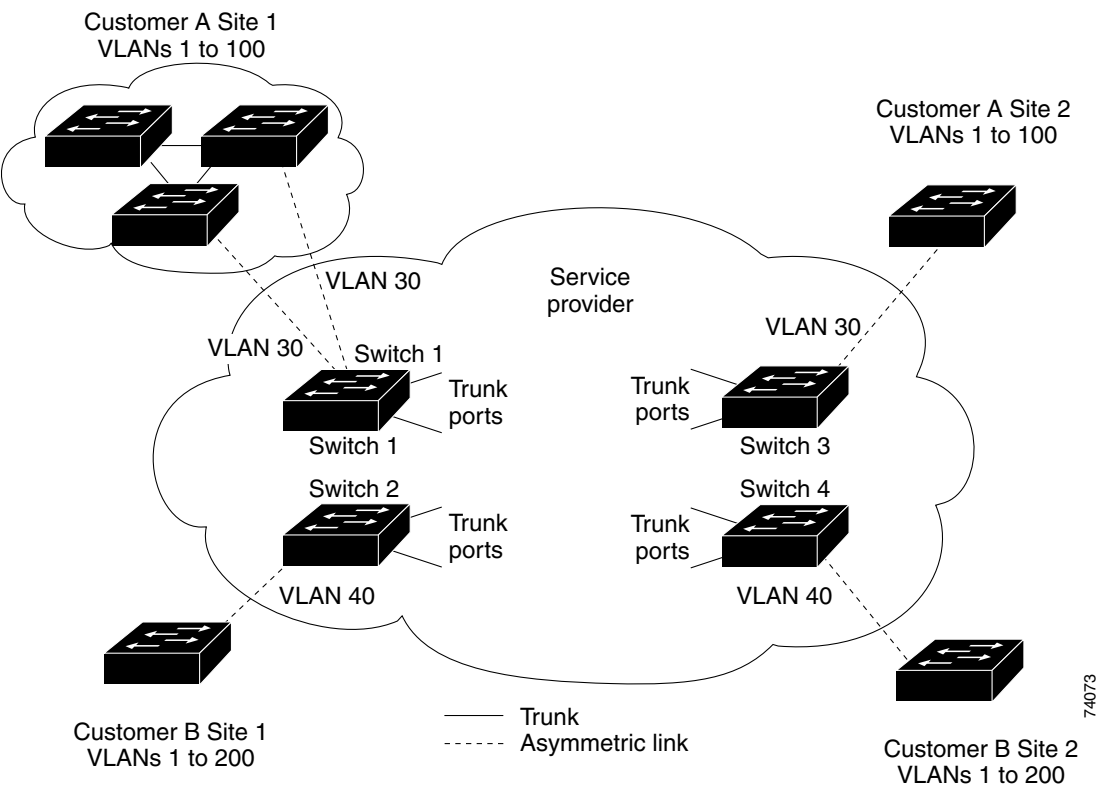 Customer A Site 1
VLANs 1 to 100
Customer A Site 2
VLANs 1 to 100
VLAN 30
Service
provider
VLAN 30
VLAN 30
Switch 1
Trunk
ports
Trunk
ports
Switch 1
Switch 3
Switch 2
Switch 4
Trunk
ports
Trunk
ports
VLAN 40
VLAN 40
Customer B Site 1
VLANs 1 to 200
Trunk
Asymmetric link
74073
Customer B Site 2
VLANs 1 to 200